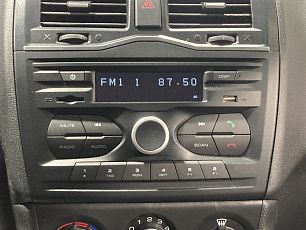 DISP
FM1 1 87.50
MUTE
RADIO AUDIO
SCAN
1 2 3 4 5 6